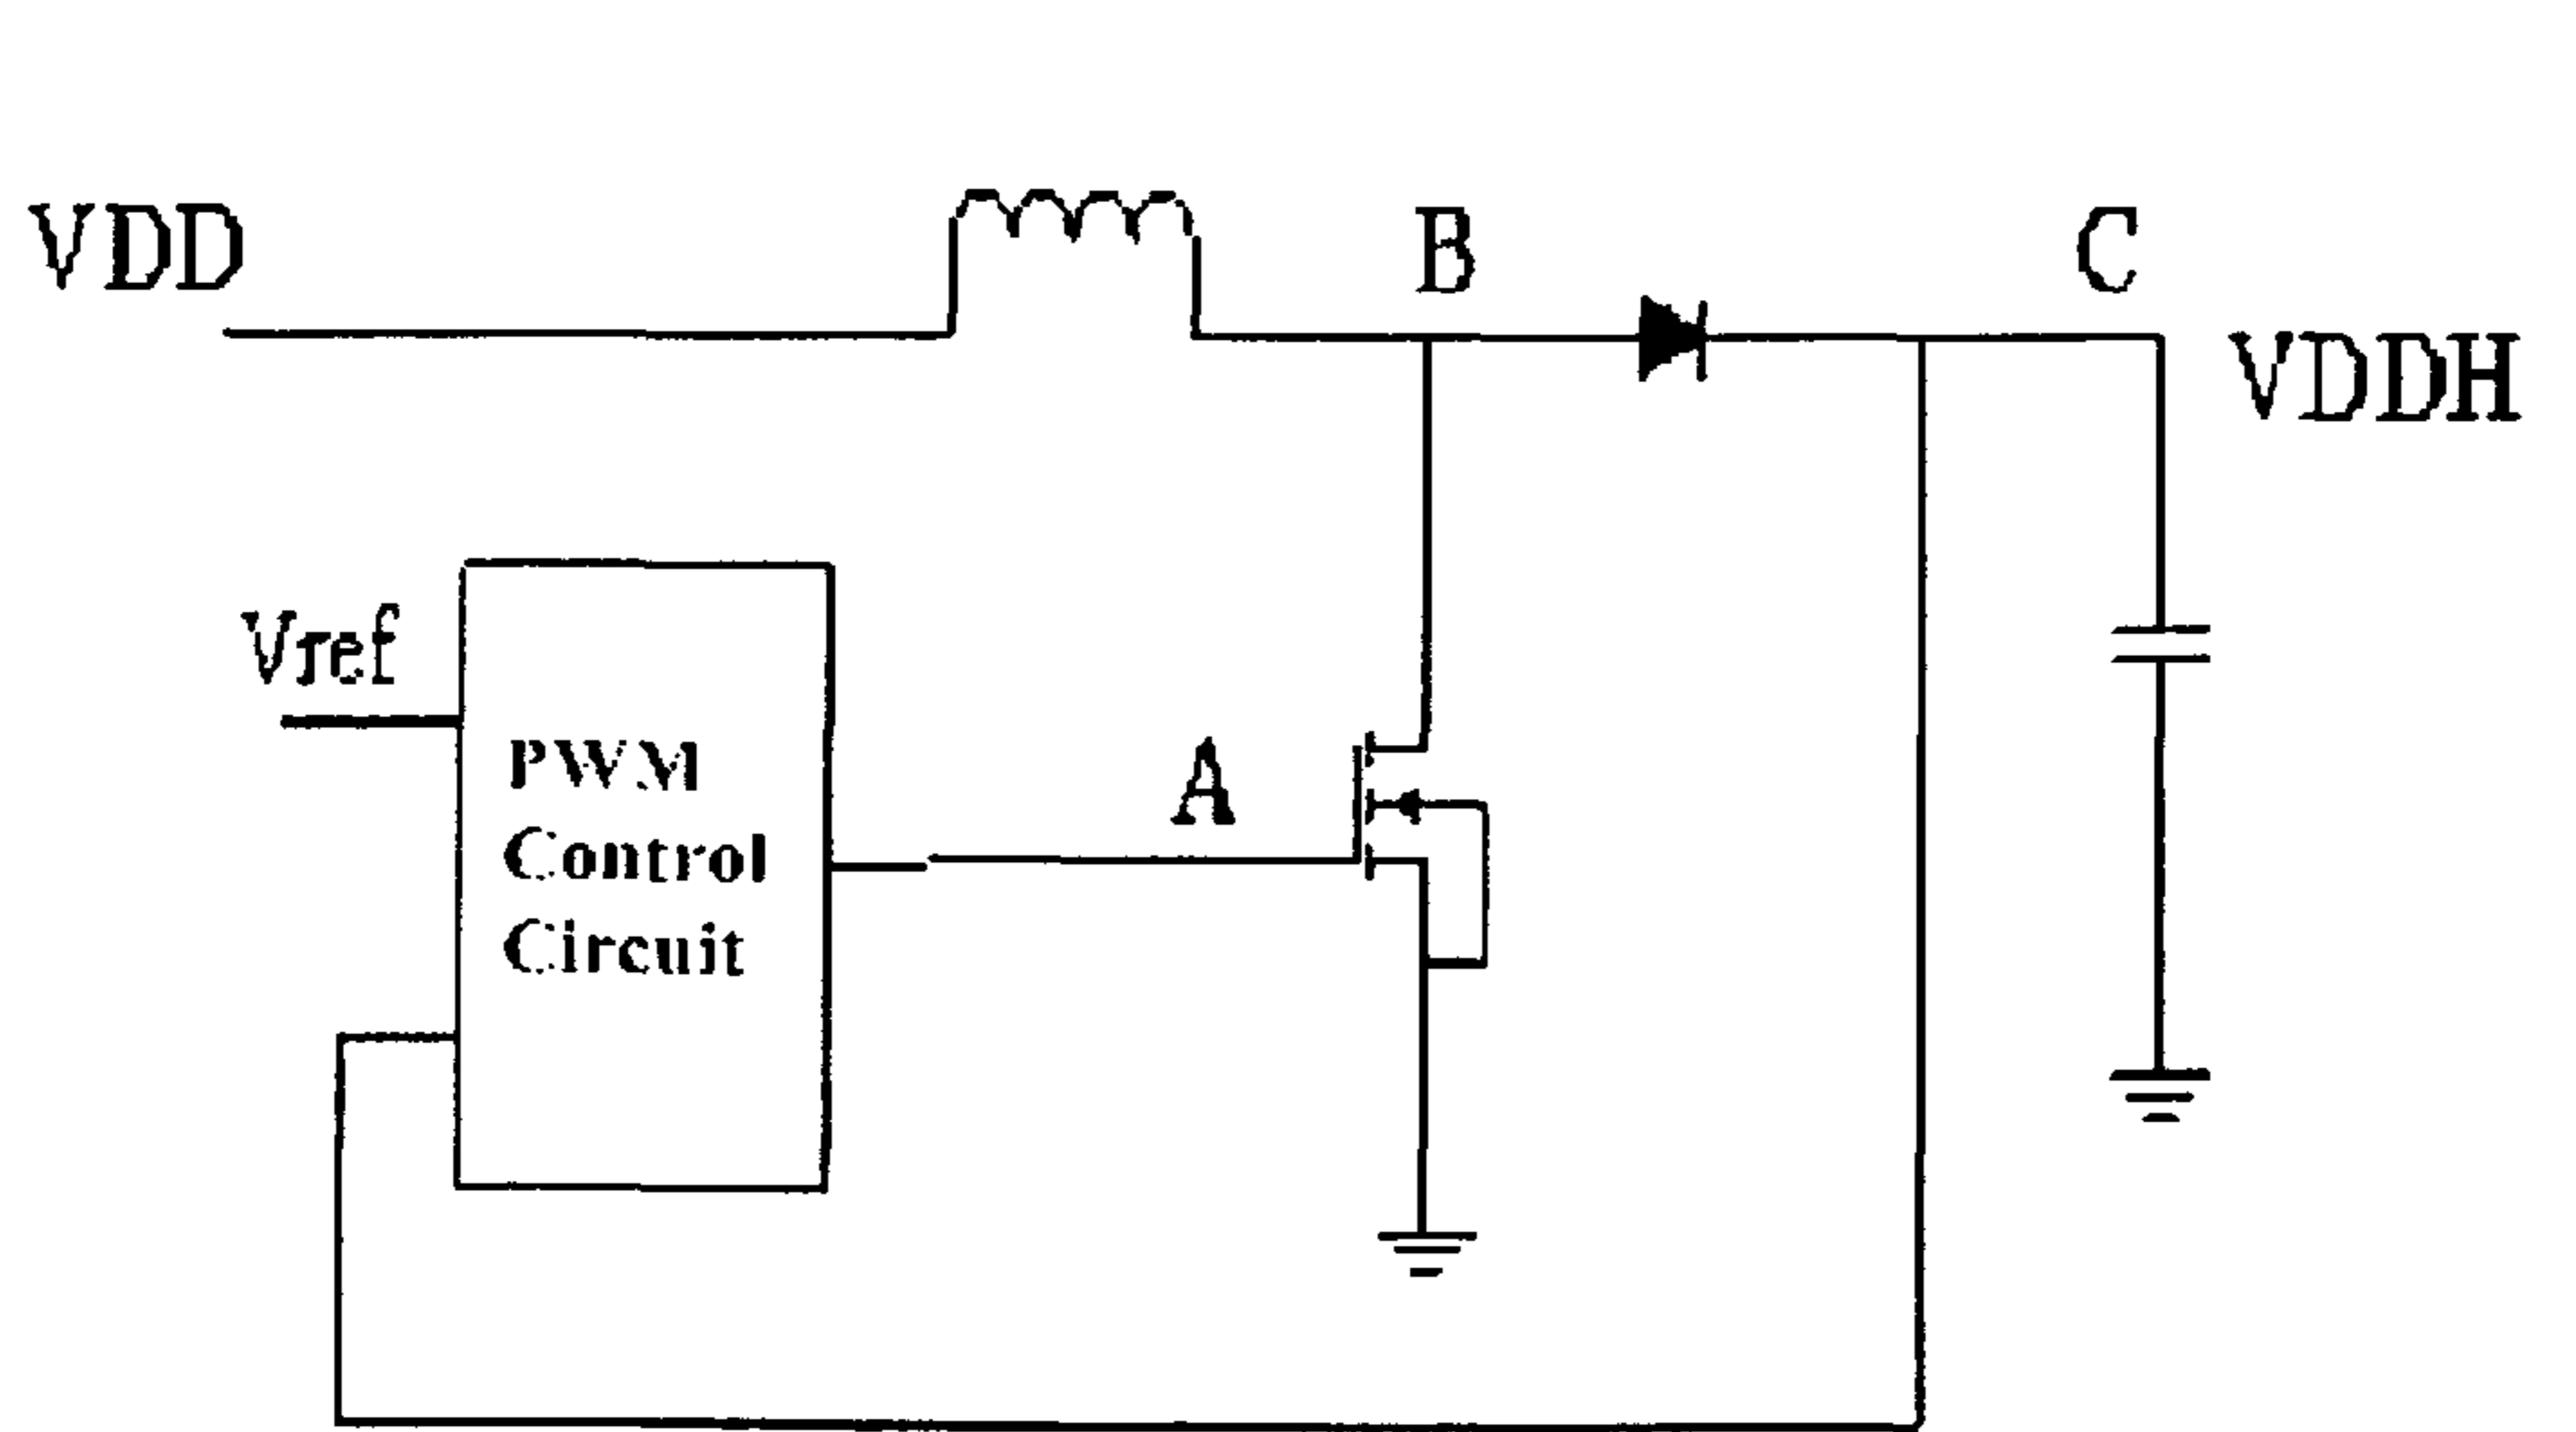 VDD
B
C
VDDH
Vref
PWM
Control
Circuit
A